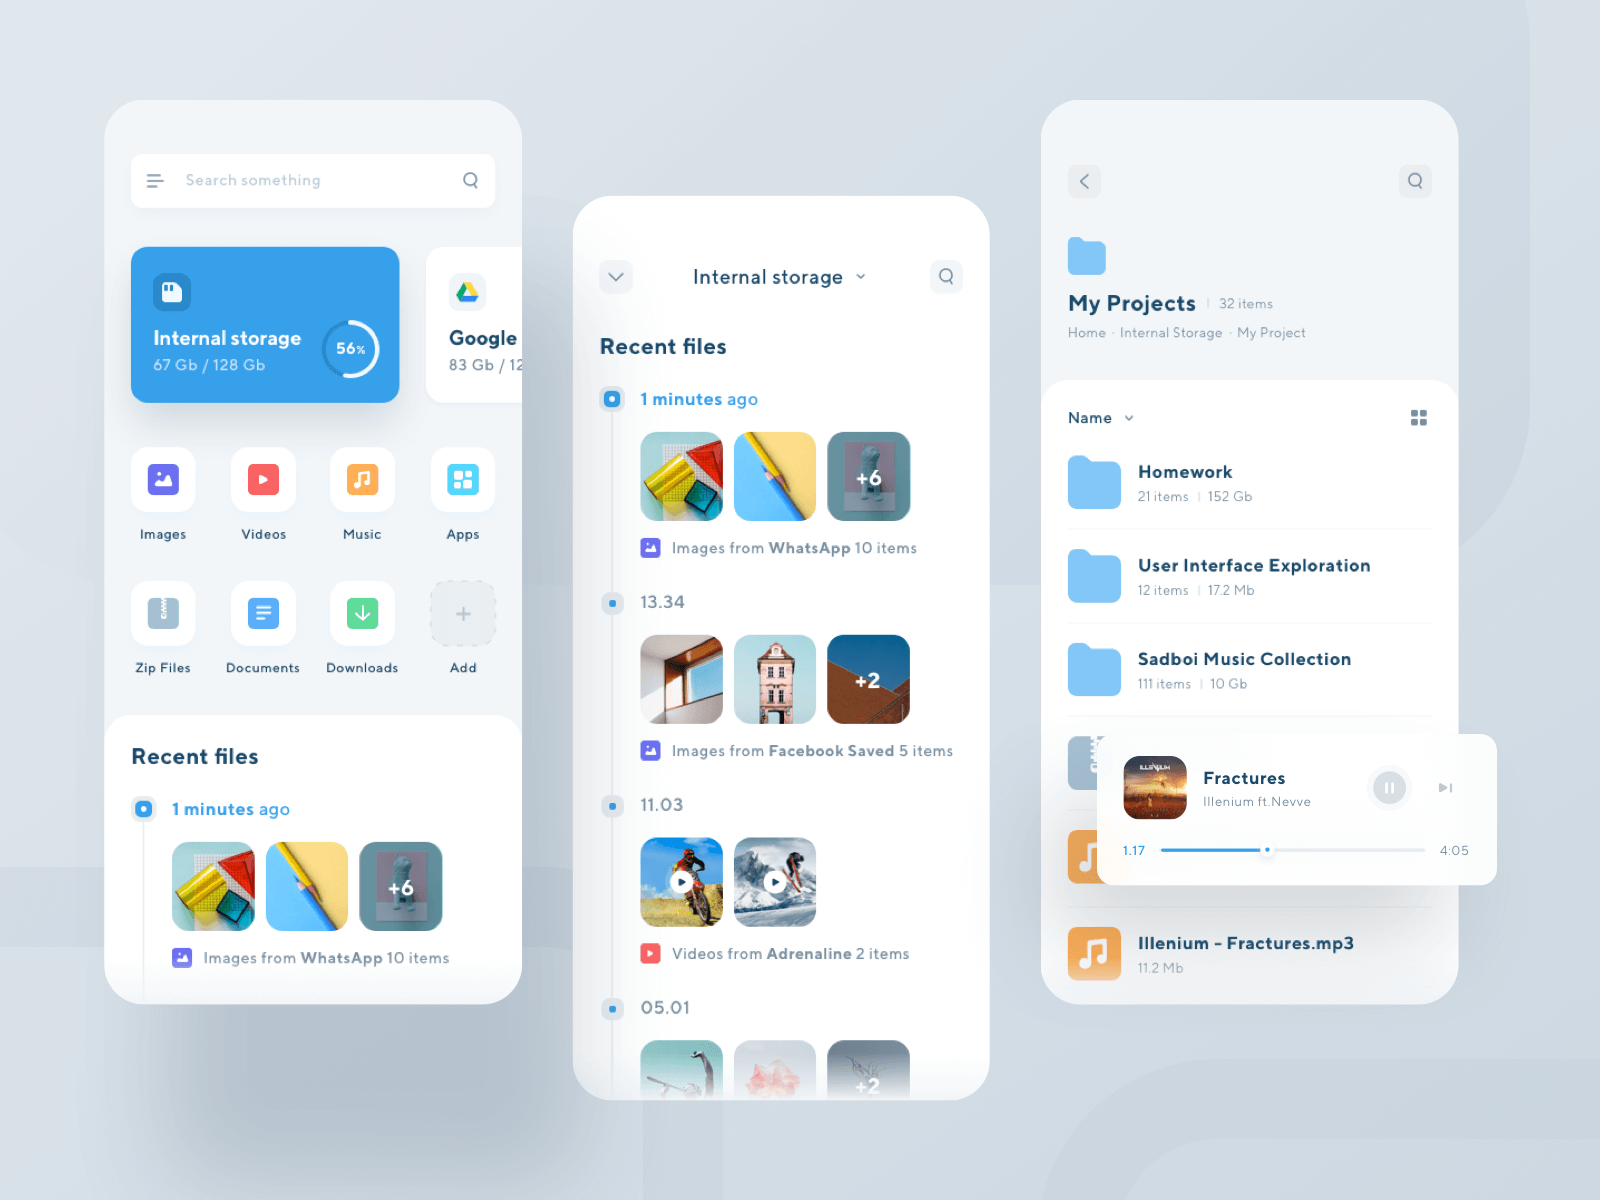 Search something
Internal storage
67 Gb / 128 Gb
56%
Google
83 Gb / 12
Images
Videos
Music
Apps
Zip Files
Documents
Downloads
Add
Recent files
1 minutes ago
+6
Images from WhatsApp 10 items
Internal storage
Recent files
1 minutes ago
+6
Images from WhatsApp 10 items
13.34
+2
Images from Facebook Saved 5 items
11.03
Videos from Adrenaline 2 items
05.01
+2
My Projects
32 items
Home · Internal Storage · My Project
Name
Homework
21 items | 152 Gb
User Interface Exploration
12 items | 17.2 Mb
Sadboi Music Collection
111 items | 10 Gb
ILLENIUM
Fractures
Illenium ft.Nevve
1.17
4:05
Illenium - Fractures.mp3
11.2 Mb